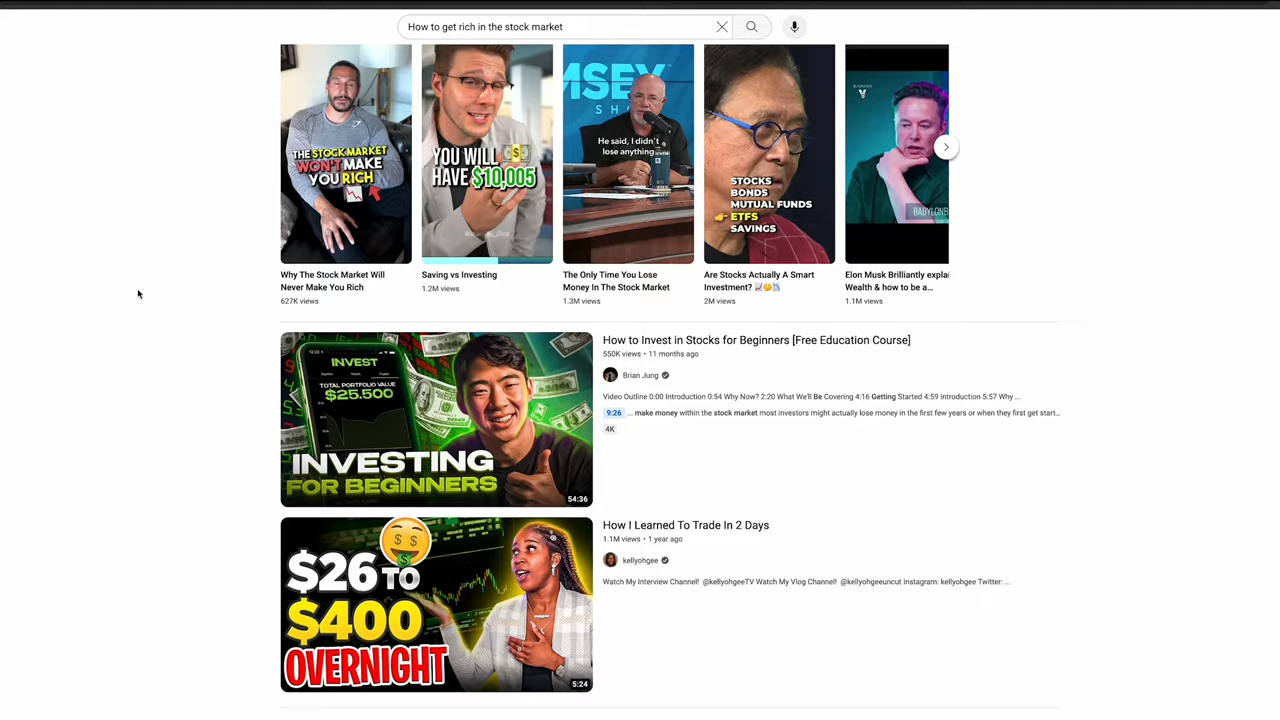 How to get rich in the stock market
THE STOCK MARKET
WON'T MAKE
YOU RICH
YOU WILL
HAVE $10,005
MSEY
SHOW
He said, I didn't
lose anything
STOCKS
BONDS
MUTUAL FUNDS
👉 ETFS
SAVINGS
BABYLONB
Why The Stock Market Will
Never Make You Rich
627K views
Saving vs Investing
1.2M views
The Only Time You Lose
Money In The Stock Market
1.3M views
Are Stocks Actually A Smart
Investment? 📈🤔📉
2M views
Elon Musk Brilliantly explai
Wealth & how to be a...
1.1M views
INVEST
TOTAL PORTFOLIO VALUE
$25.500
INVESTING
FOR BEGINNERS
54:36
How to Invest in Stocks for Beginners [Free Education Course]
550K views • 11 months ago
Brian Jung
Video Outline 0:00 Introduction 0:54 Why Now? 2:20 What We'll Be Covering 4:16 Getting Started 4:59 Introduction 5:57 Why ...
9:26 ... make money within the stock market most investors might actually lose money in the first few years or when they first get start...
4K
$26 TO
$400
OVERNIGHT
5:24
How I Learned To Trade In 2 Days
1.1M views • 1 year ago
kellyohgee
Watch My Interview Channel! @kellyohgeeTV Watch My Vlog Channel! @kellyohgeeuncut Instagram: kellyohgee Twitter: ...